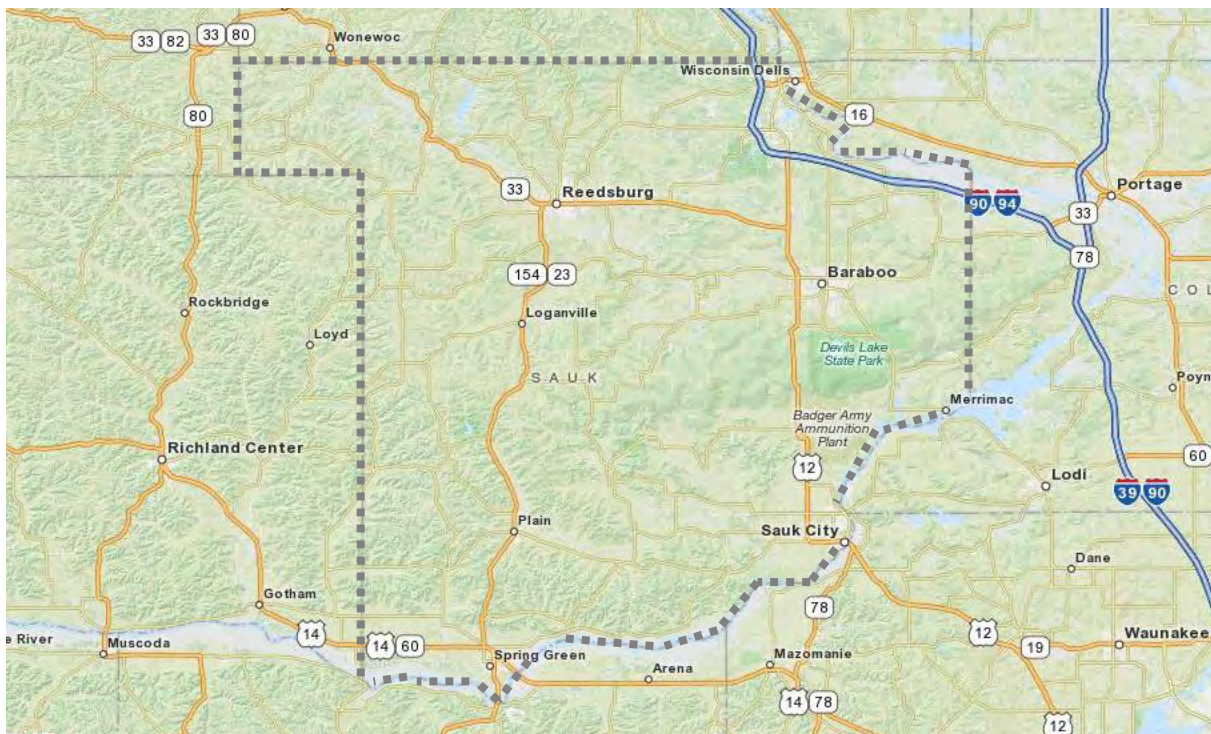 33 82
33 80
Wonewoc
Wisconsin Dells
80
16
33
Reedsburg
90 94
Portage
33
154 23
Baraboo
78
COL
Rockbridge
Loganville
Loyd
Devils Lake
State Park
SAUK
Poyn
Merrimac
Badger Army
Ammunition
Plant
Richland Center
12
60
Lodi
39 90
Plain
Sauk City
Dane
Gotham
78
14
14 60
12
19
Waunakee
e River
Muscoda
Spring Green
Arena
Mazomanie
14 78
12